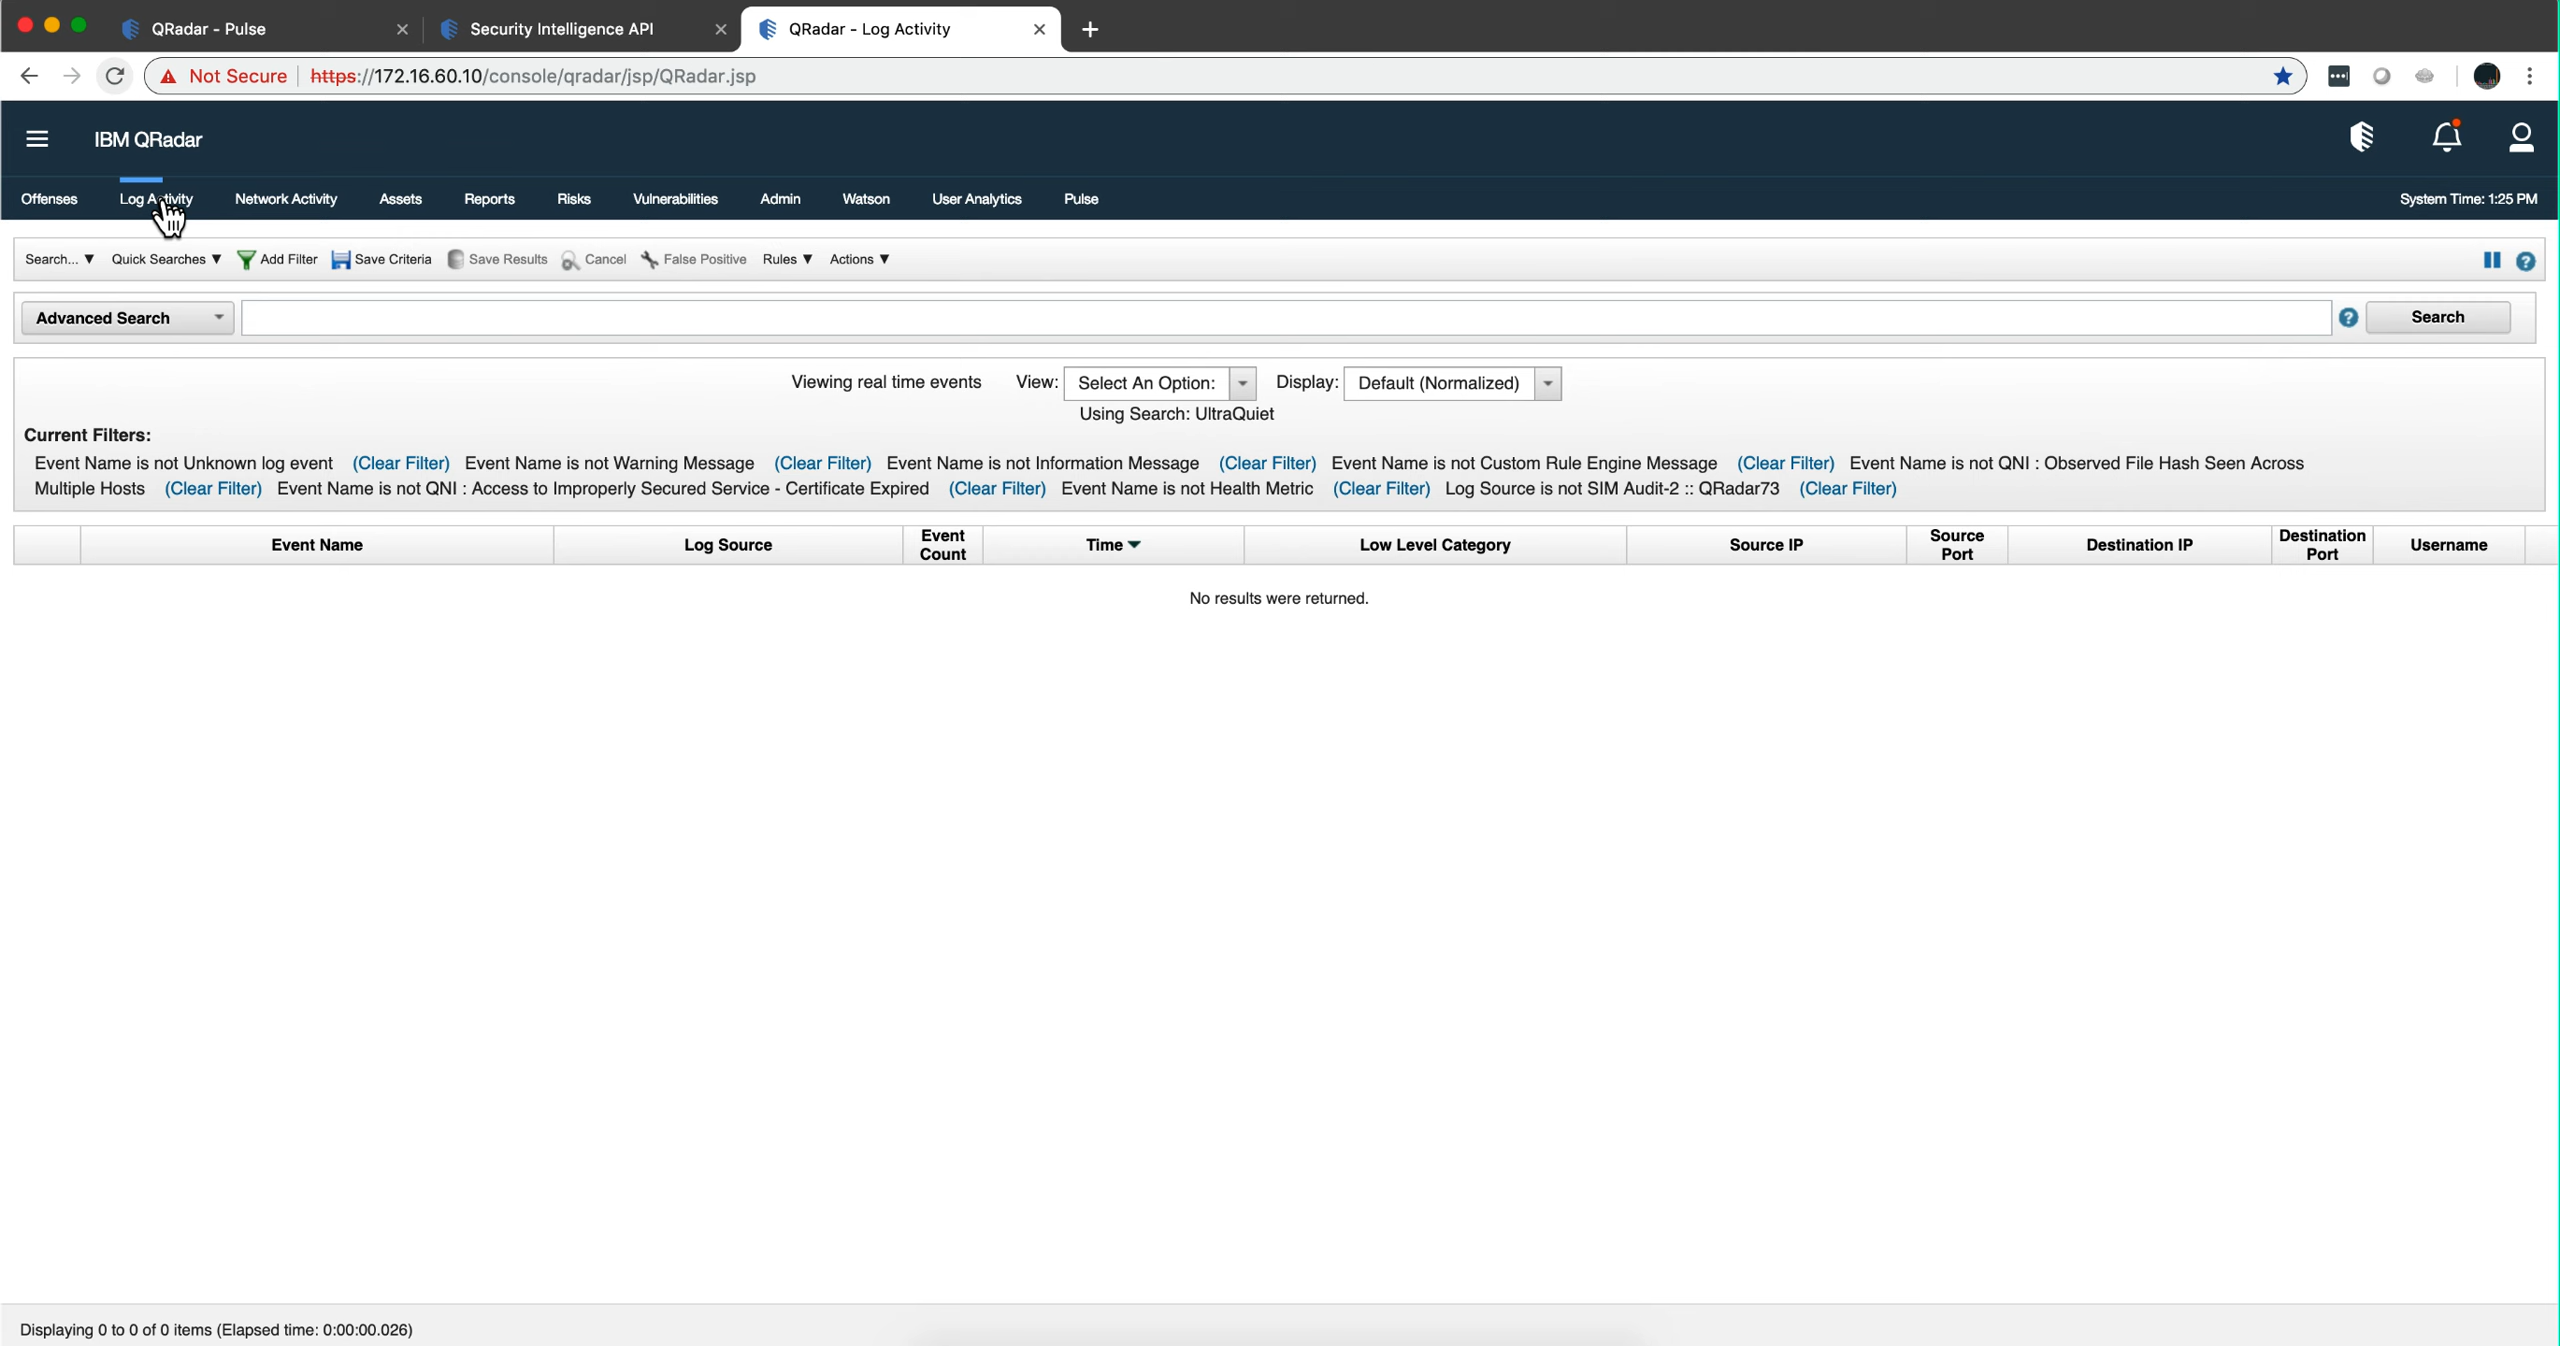 QRadar - Pulse
Security Intelligence API
QRadar - Log Activity
Not Secure https://172.16.60.10/console/qradar/jsp/QRadar.jsp
IBM QRadar
Offenses Log Activity Network Activity Assets Reports Risks Vulnerabilities Admin Watson User Analytics Pulse System Time: 1:25 PM
Search... ▼ Quick Searches ▼ Add Filter Save Criteria Save Results Cancel False Positive Rules ▼ Actions ▼
Advanced Search Search
Viewing real time events View: Select An Option: Display: Default (Normalized)
Using Search: UltraQuiet
Current Filters:
Event Name is not Unknown log event (Clear Filter) Event Name is not Warning Message (Clear Filter) Event Name is not Information Message (Clear Filter) Event Name is not Custom Rule Engine Message (Clear Filter) Event Name is not QNI : Observed File Hash Seen Across
Multiple Hosts (Clear Filter) Event Name is not QNI : Access to Improperly Secured Service - Certificate Expired (Clear Filter) Event Name is not Health Metric (Clear Filter) Log Source is not SIM Audit-2 :: QRadar73 (Clear Filter)
Event Name Log Source Event Count Time Low Level Category Source IP Source Port Destination IP Destination Port Username
No results were returned.
Displaying 0 to 0 of 0 items (Elapsed time: 0:00:00.026)